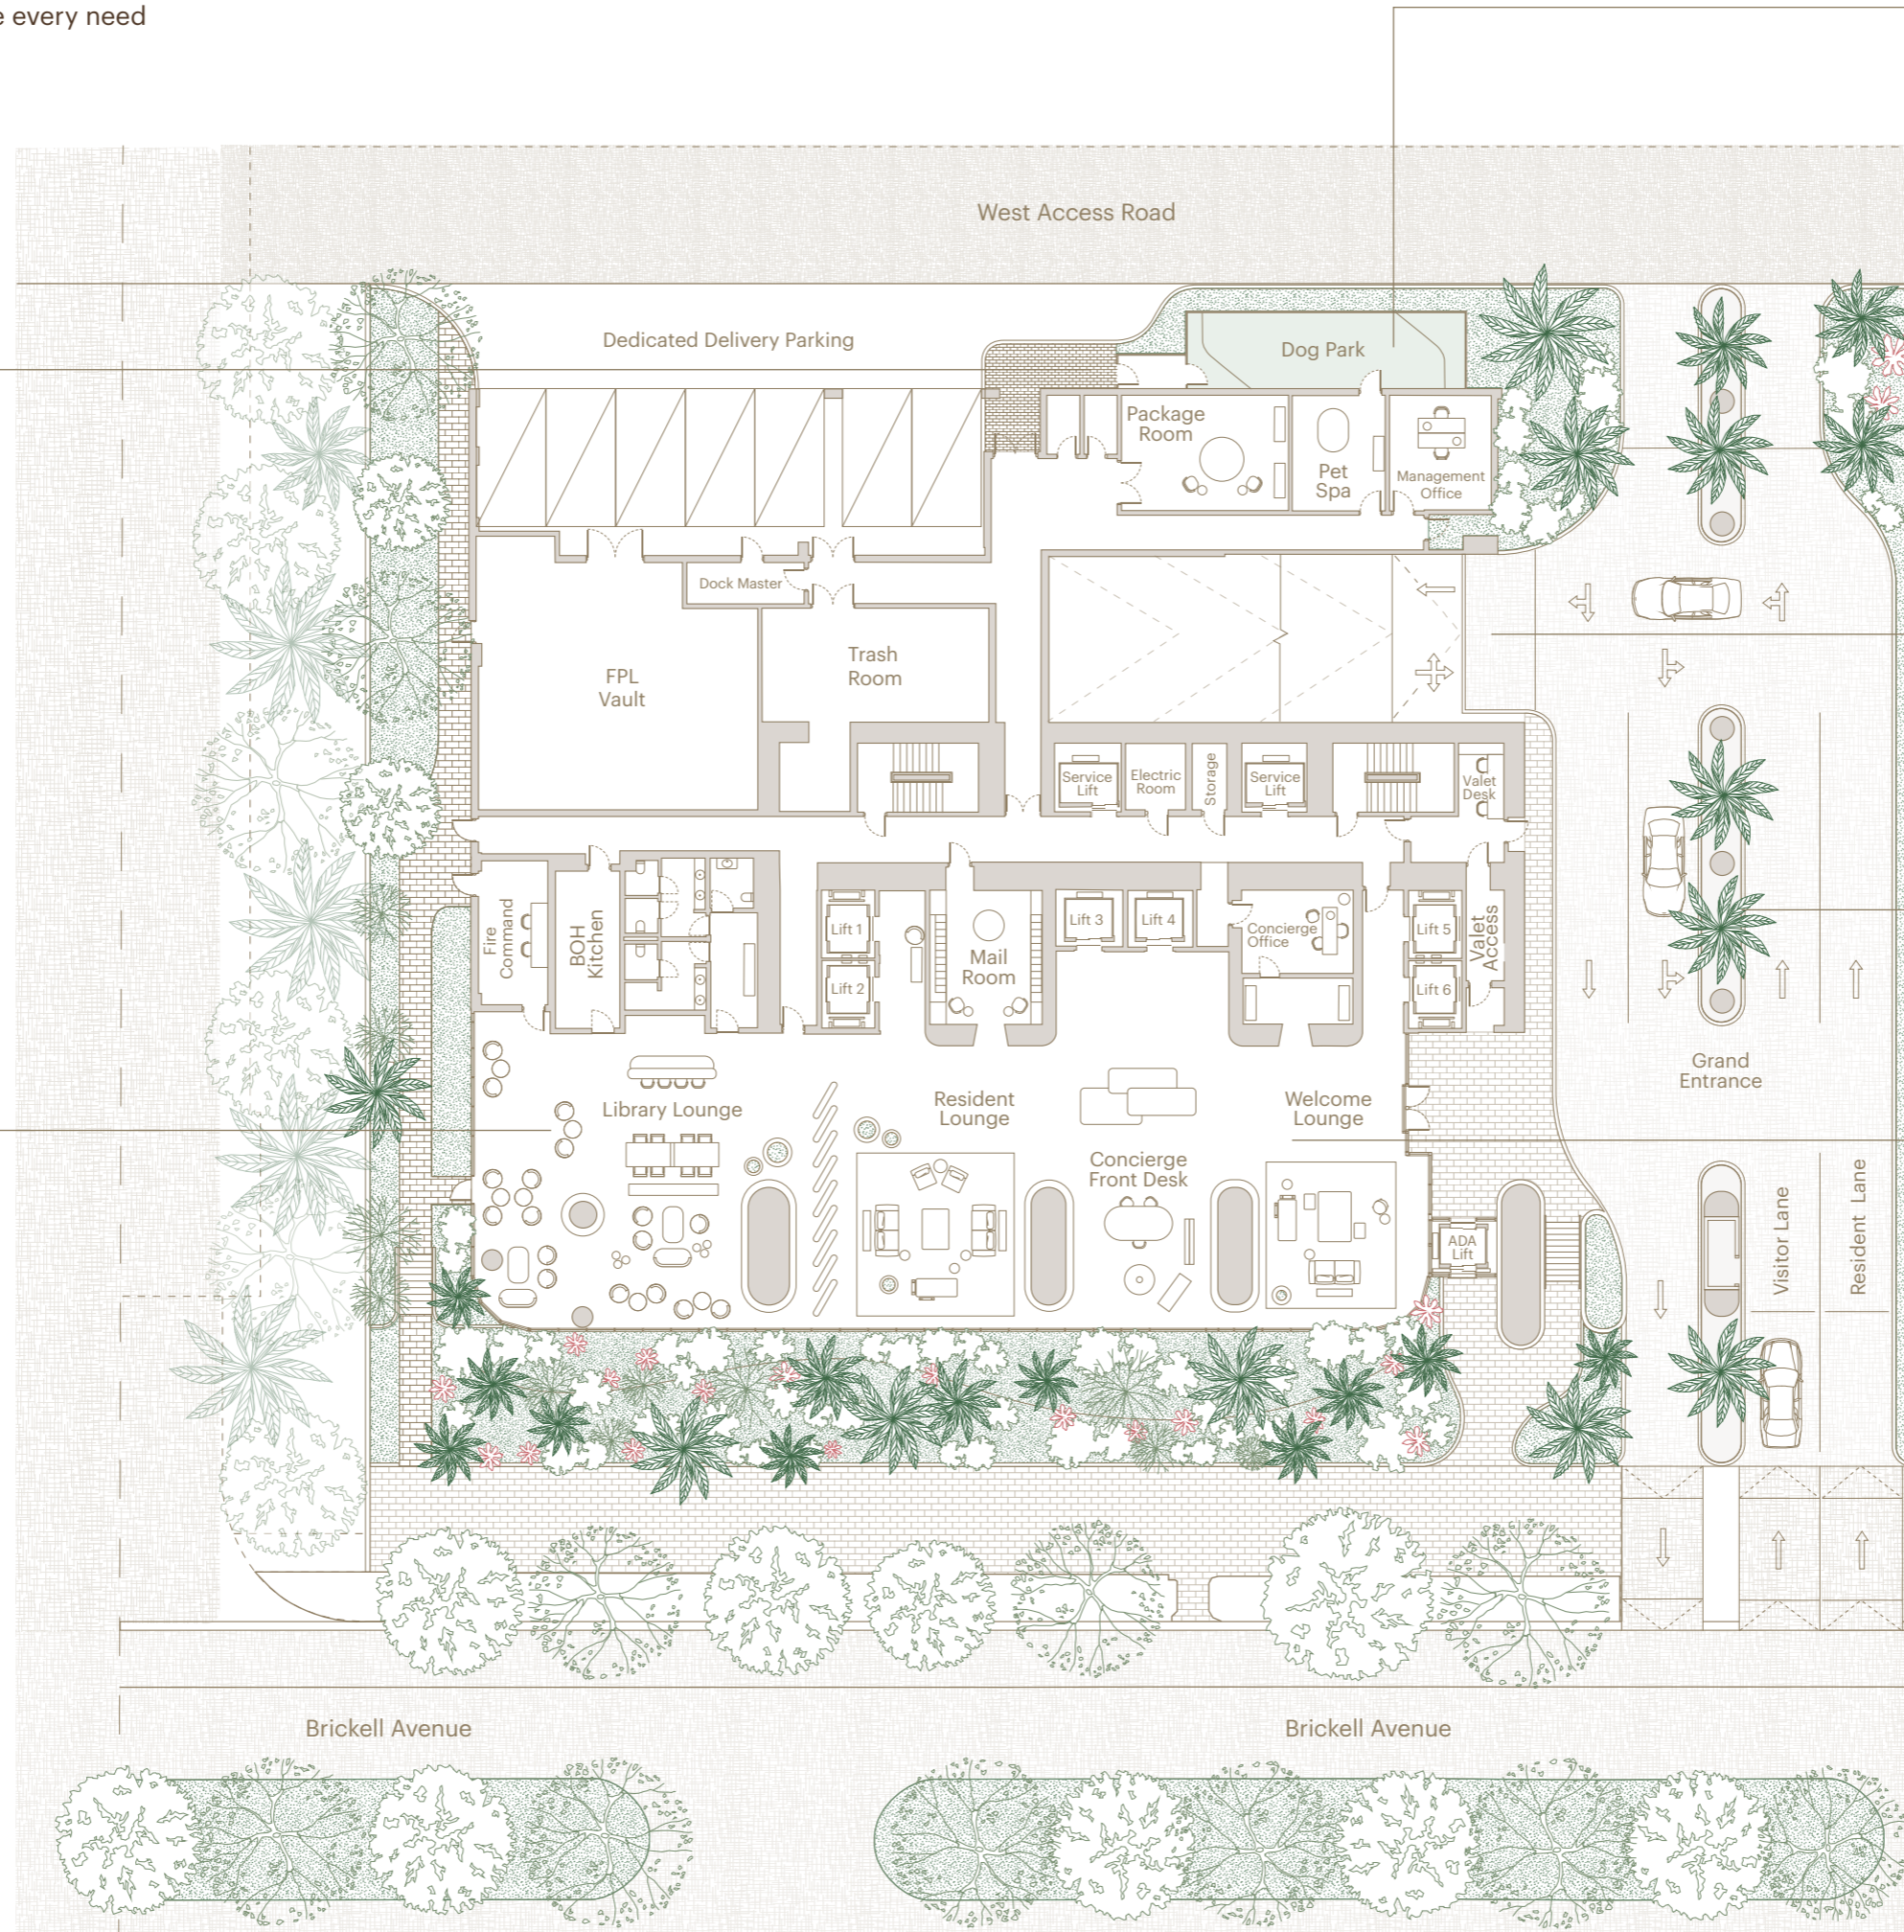 e every need
West Access Road
Dedicated Delivery Parking
Dog Park
Package
Room
Pet
Spa
Management
Office
Dock Master
FPL
Vault
Trash
Room
Service
Lift
Electric
Room
Storage
Service
Lift
Valet
Desk
Fire
Command
BOH
Kitchen
Lift 1
Lift 2
Mail
Room
Lift 3
Lift 4
Concierge
Office
Lift 5
Lift 6
Valet
Access
Grand
Entrance
Library Lounge
Resident
Lounge
Welcome
Lounge
Concierge
Front Desk
ADA
Lift
Visitor Lane
Resident Lane
Brickell Avenue
Brickell Avenue